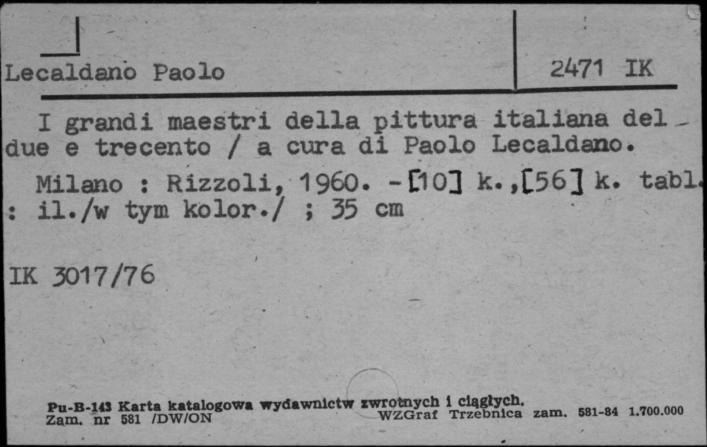 Lecaldano Paolo 2471 IK
I grandi maestri della pittura italiana del
due e trecento / a cura di Paolo Lecaldano.
Milano : Rizzoli, 1960. - [10] k., [56] k. tabl.
: il./w tym kolor./ ; 35 cm
IK 3017/76
Pu-B-143 Karta katalogowa wydawnictw zwrotnych i ciągłych.
Zam. nr 581 /DW/ON WZGraf Trzebnica zam. 581-84 1.700.000